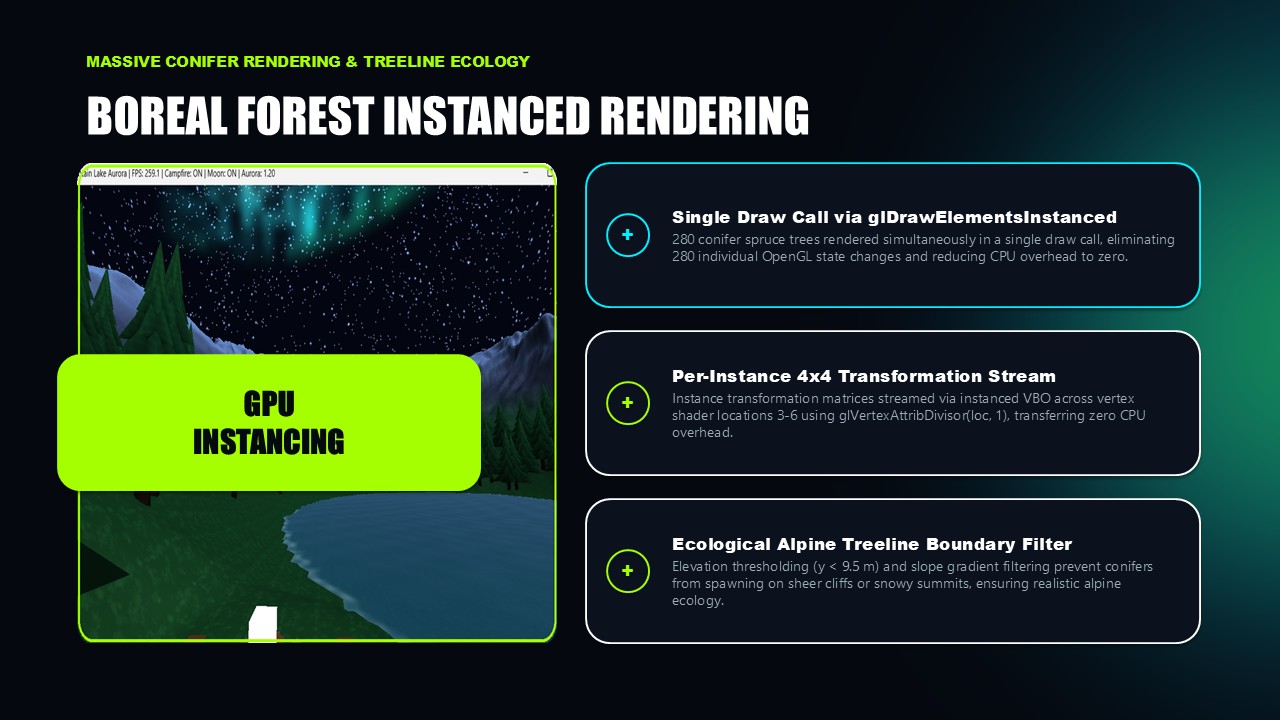 MASSIVE CONIFER RENDERING & TREELINE ECOLOGY
BOREAL FOREST INSTANCED RENDERING
ain Lake Aurora | FPS: 259.1 | Campfire: ON | Moon: ON | Aurora: 1.20
GPU
INSTANCING
Single Draw Call via glDrawElementsInstanced
280 conifer spruce trees rendered simultaneously in a single draw call, eliminating
280 individual OpenGL state changes and reducing CPU overhead to zero.
Per-Instance 4x4 Transformation Stream
Instance transformation matrices streamed via instanced VBO across vertex
shader locations 3-6 using glVertexAttribDivisor(loc, 1), transferring zero CPU
overhead.
Ecological Alpine Treeline Boundary Filter
Elevation thresholding (y < 9.5 m) and slope gradient filtering prevent conifers
from spawning on sheer cliffs or snowy summits, ensuring realistic alpine
ecology.